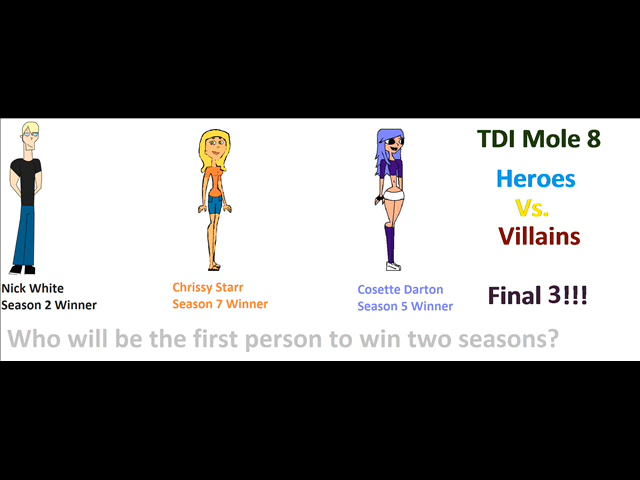 TDI Mole 8
Heroes
Vs.
Villains
Nick White
Season 2 Winner
Chrissy Starr
Season 7 Winner
Cosette Darton
Season 5 Winner
Final 3!!!
Who will be the first person to win two seasons?